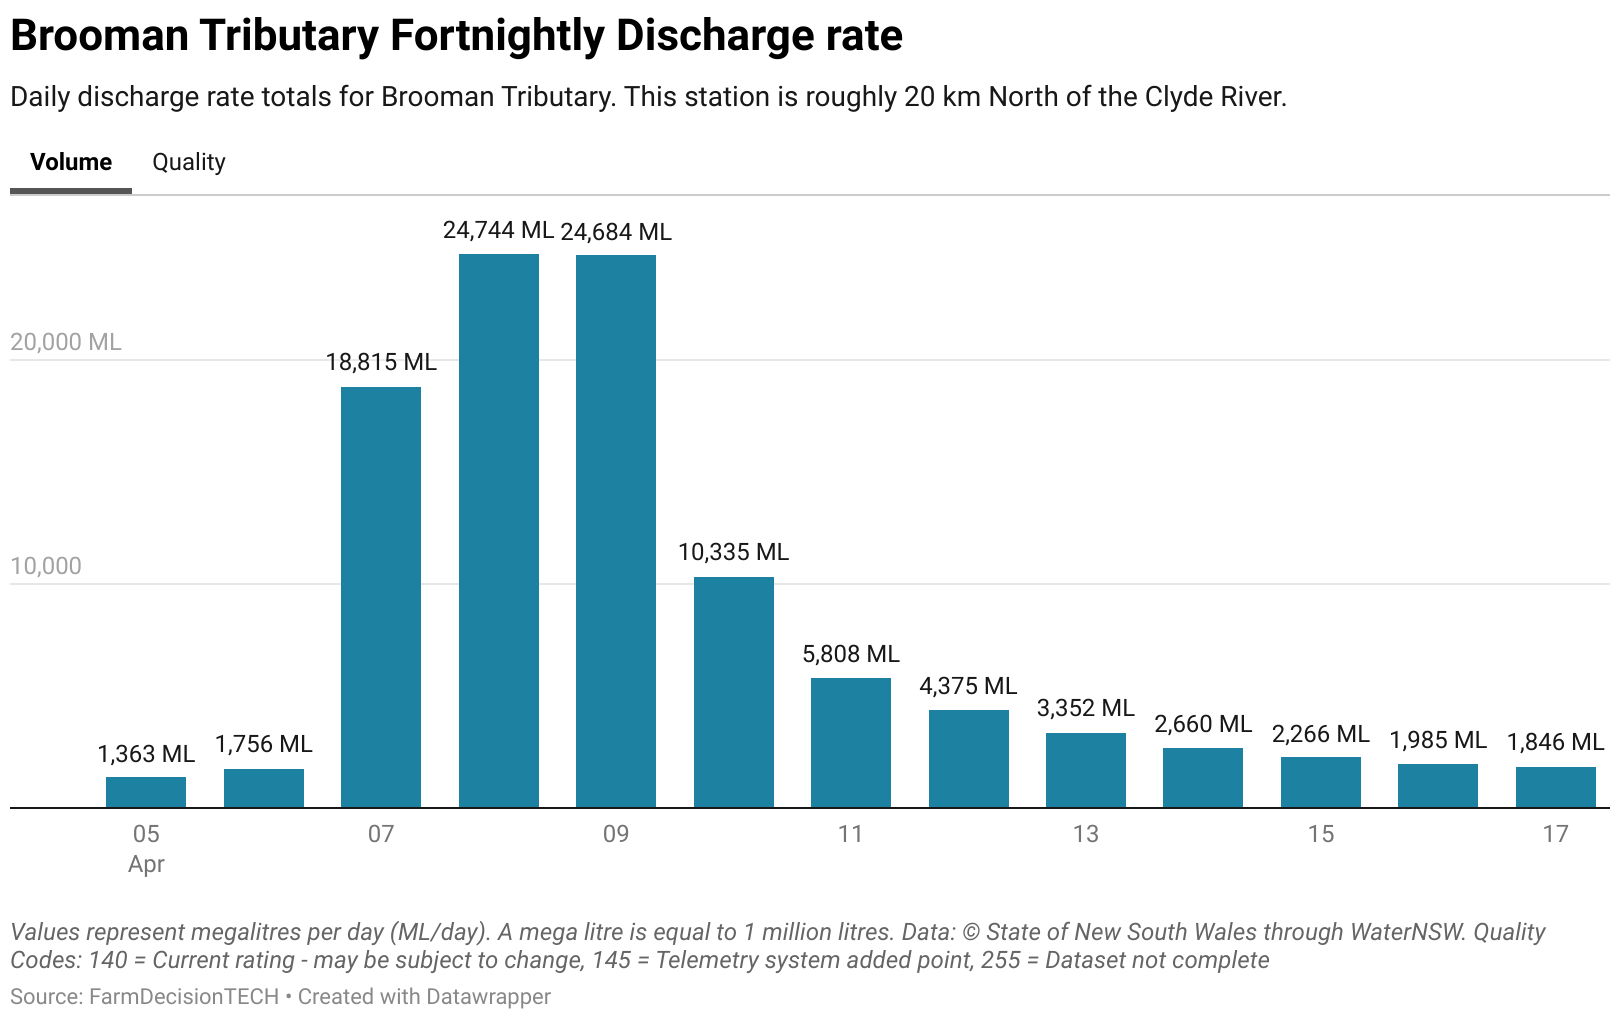 Brooman Tributary Fortnightly Discharge rate
Daily discharge rate totals for Brooman Tributary. This station is roughly 20 km North of the Clyde River.
Volume Quality
24,744 ML 24,684 ML
20,000 ML
18,815 ML
10,335 ML
10,000
5,808 ML
4,375 ML
3,352 ML
2,660 ML
2,266 ML
1,985 ML
1,846 ML
1,756 ML
1,363 ML
05 07 09 11 13 15 17
Apr
Values represent megalitres per day (ML/day). A mega litre is equal to 1 million litres. Data: © State of New South Wales through WaterNSW. Quality
Codes: 140 = Current rating - may be subject to change, 145 = Telemetry system added point, 255 = Dataset not complete
Source: FarmDecisionTECH • Created with Datawrapper